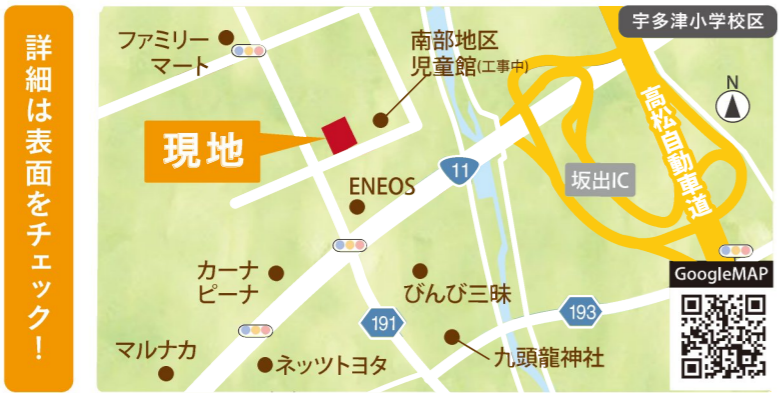 詳細は表面をチェック！
ファミリー
マート
南部地区
児童館(工事中)
宇多津小学校区
N
高松自動車道
現地
11
坂出IC
ENEOS
カーナ
ピーナ
びんび三昧
GoogleMAP
191
193
マルナカ
ネッツトヨタ
九頭龍神社